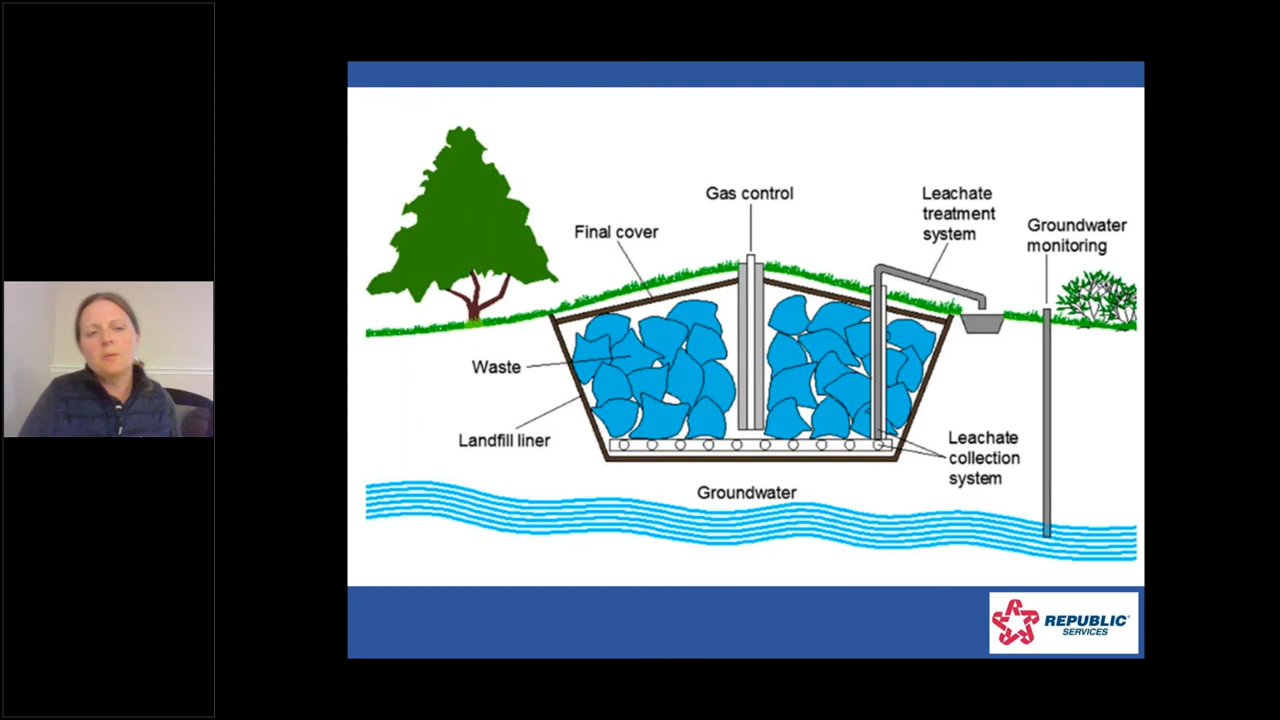 Gas control
Leachate
treatment
system
Groundwater
monitoring
Final cover
Waste
Landfill liner
Leachate
collection
system
Groundwater
REPUBLIC
SERVICES